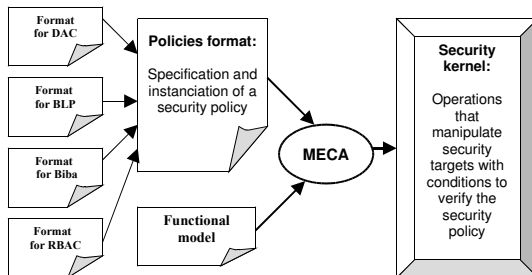 Format
for DAC
Format
for BLP
Format
for Biba
Format
for RBAC
Policies format:
Specification and
instanciation of a
security policy
Functional
model
MECA
Security
kernel:
Operations
that
manipulate
security
targets with
conditions to
verify the
security
policy